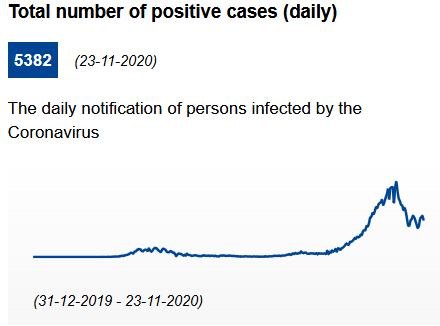 Total number of positive cases (daily)
5382 (23-11-2020)
The daily notification of persons infected by the
Coronavirus
(31-12-2019 - 23-11-2020)